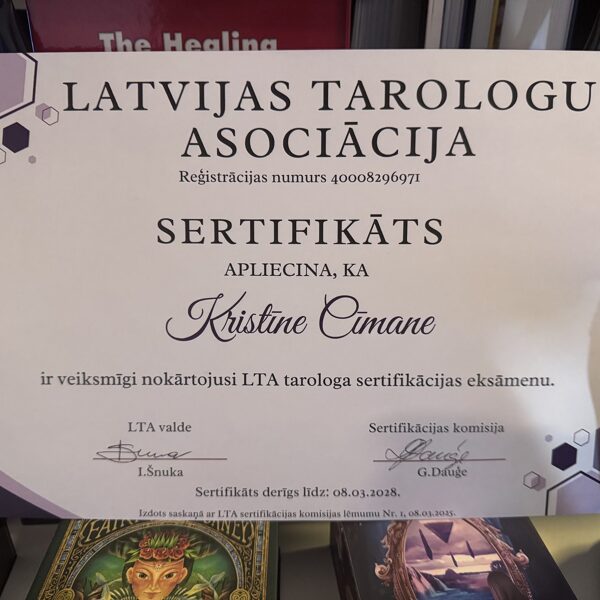 The Healing
LATVIJAS TAROLOGU
ASOCIĀCIJA
Reģistrācijas numurs 40008296971
SERTIFIKĀTS
APLIECINA, KA
Kristīne Cīmane
ir veiksmīgi nokārtojusi LTA tarologa sertifikācijas eksāmenu.
LTA valde
Sertifikācijas komisija
I.Šnuka
G.Dauģe
Sertifikāts derīgs līdz: 08.03.2028.
Izdots saskaņā ar LTA sertifikācijas komisijas lēmumu Nr. 1, 08.03.2025.